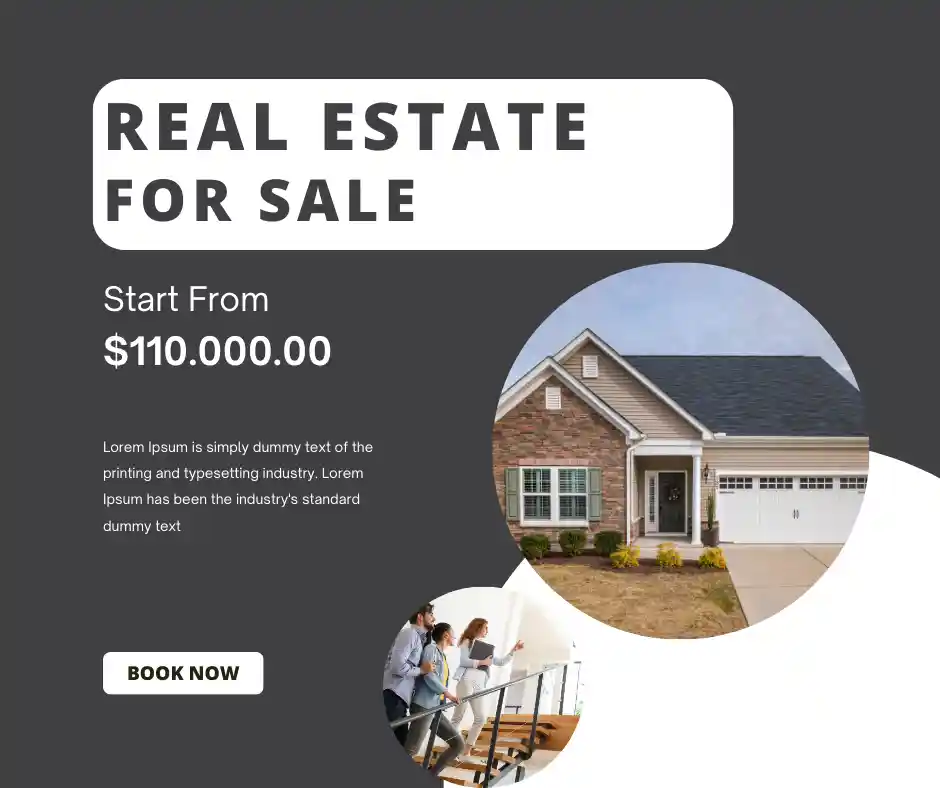 REAL ESTATE
FOR SALE
Start From
$110.000.00
Lorem Ipsum is simply dummy text of the
printing and typesetting industry. Lorem
Ipsum has been the industry's standard
dummy text
BOOK NOW